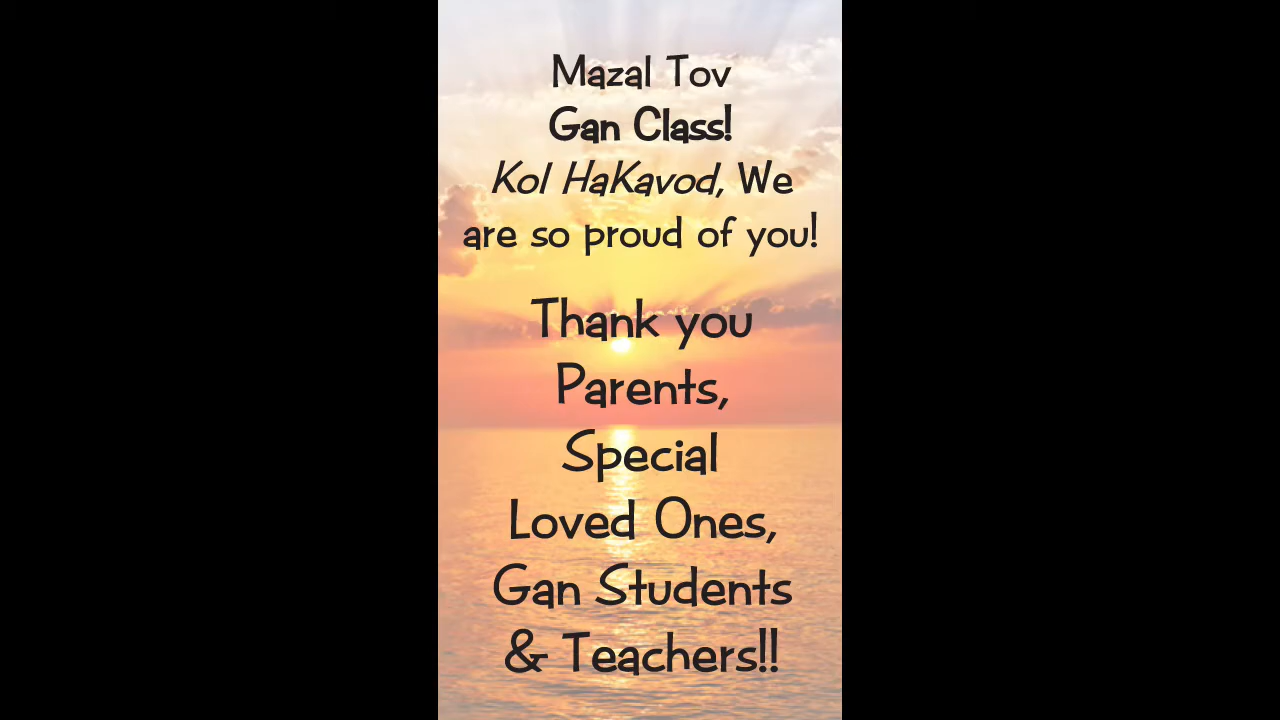 Mazal Tov
Gan Class!
Kol HaKavod, We
are so proud of you!
Thank you
Parents,
Special
Loved Ones,
Gan Students
& Teachers!!